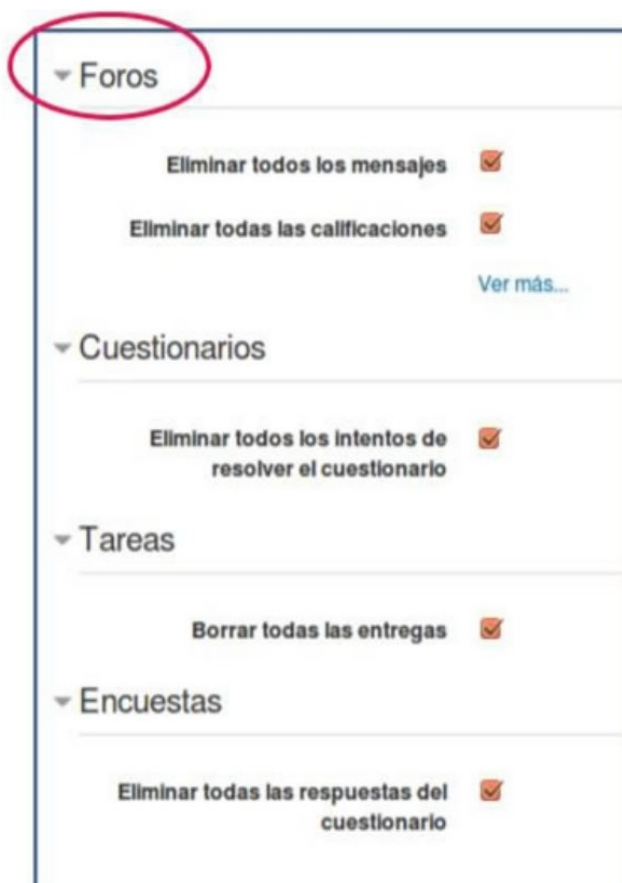 Foros
Eliminar todos los mensajes
Eliminar todas las calificaciones
Ver más...
Cuestionarios
Eliminar todos los intentos de
resolver el cuestionario
Tareas
Borrar todas las entregas
Encuestas
Eliminar todas las respuestas del
cuestionario